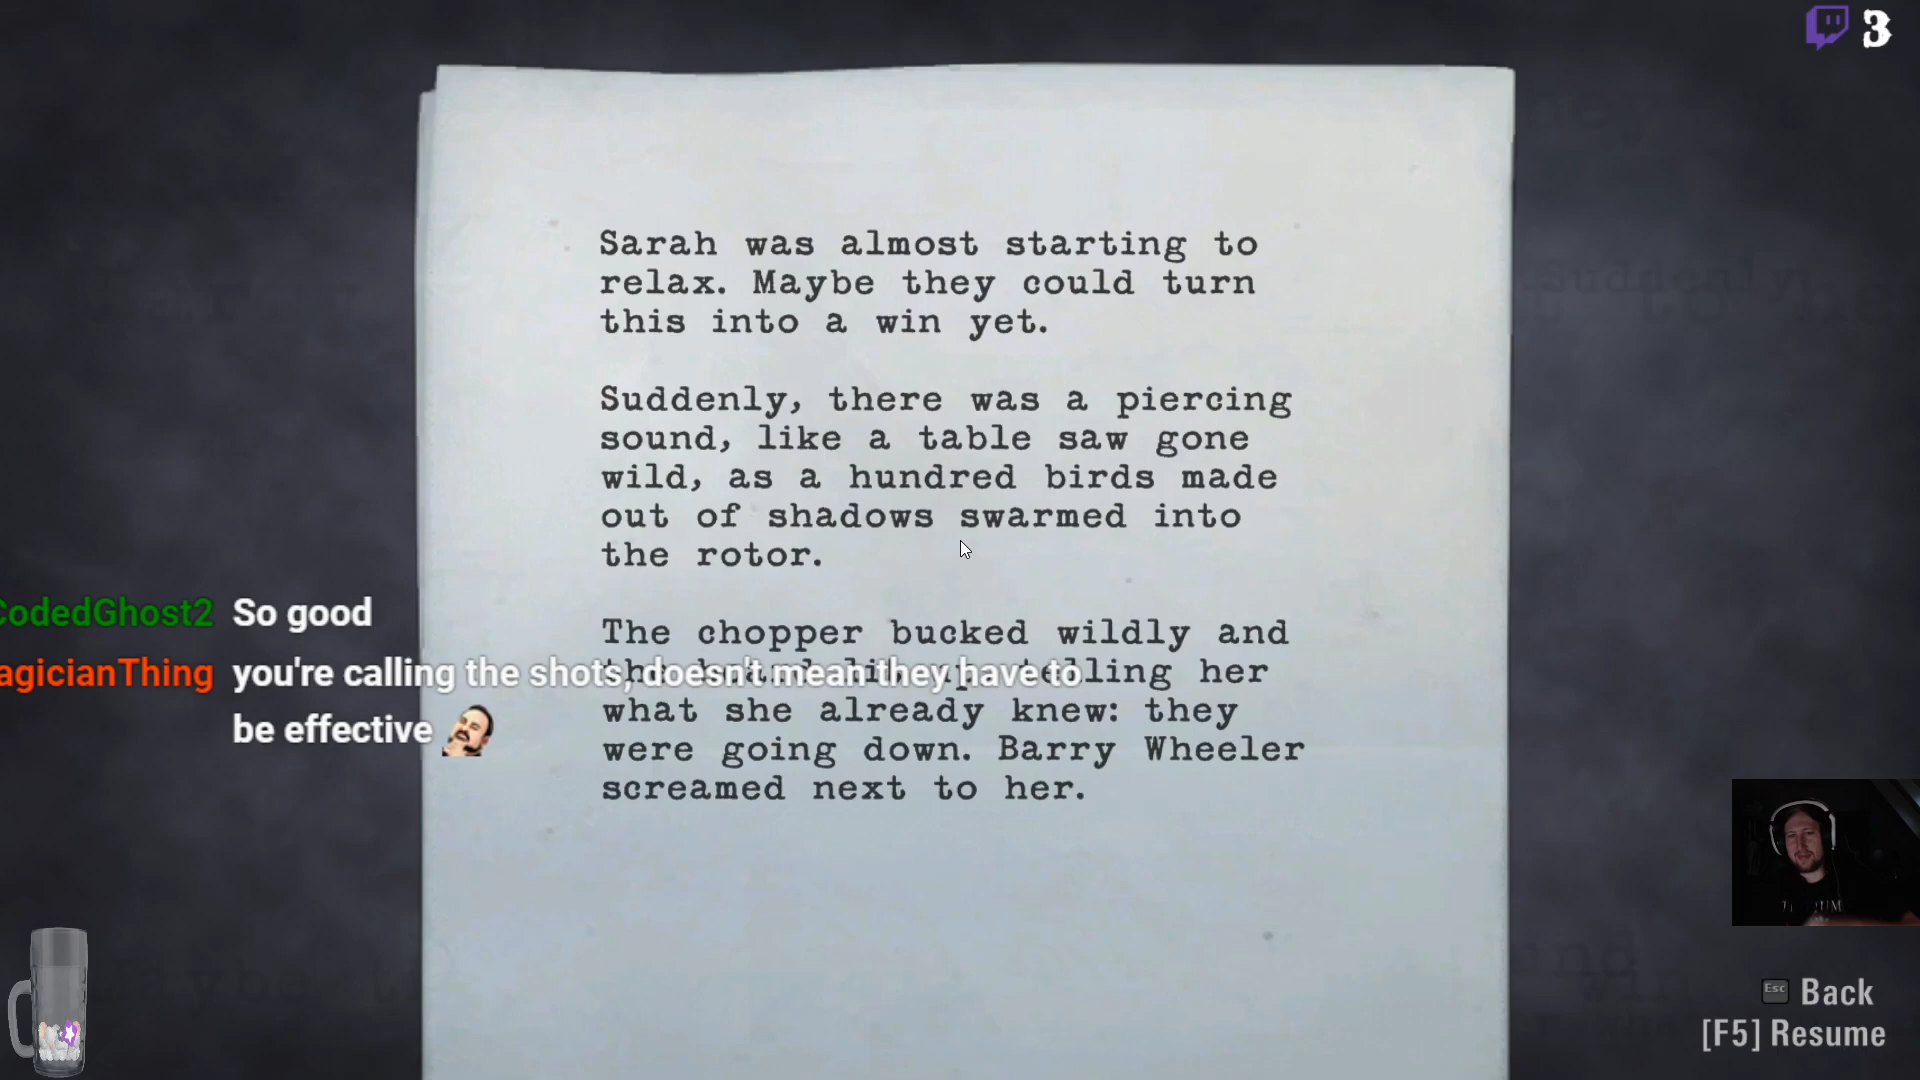 3
Sarah was almost starting to
relax. Maybe they could turn
this into a win yet.
Suddenly, there was a piercing
sound, like a table saw gone
wild, as a hundred birds made
out of shadows swarmed into
the rotor.
The chopper bucked wildly and
telling her
what she already knew: they
were going down. Barry Wheeler
screamed next to her.
CodedGhost2 So good
agicianThing you're calling the shots, doesn't mean they have to
be effective
Esc Back
[F5] Resume